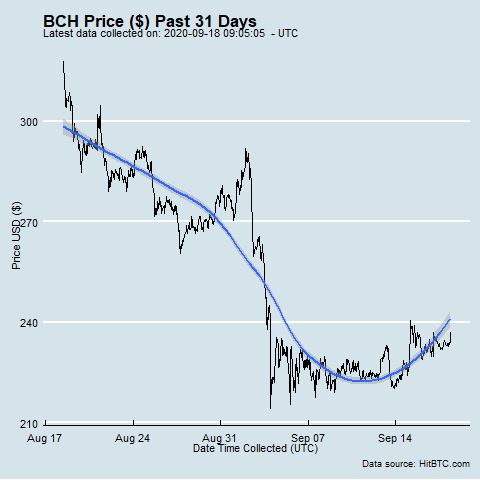 BCH Price ($) Past 31 Days
Latest data collected on: 2020-09-18 09:05:05 - UTC
Price USD ($)
300
270
240
210
Aug 17 Aug 24 Aug 31 Sep 07 Sep 14
Date Time Collected (UTC)
Data source: HitBTC.com